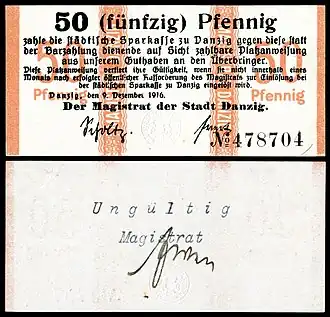 50 (fünfzig) Pfennig
zahle die städtische Sparkasse zu Danzig gegen diese statt
der Barzahlung dienende auf Sicht zahlbare Platzanweisung
aus unserem Guthaben an den Überbringer.
Diese Platzanweisung verliert ihre Gültigkeit, wenn sie nicht innerhalb eines
Monats nach erfolgter öffentlicher Aufforderung des Magistrats zur Einlösung bei
der städtischen Sparkasse zu Danzig eingelöst wird.
Danzig, den 9. Dezember 1916.
Pfennig
Der Magistrat der Stadt Danzig.
Scholtz.
No 478704
Ungültig
Magistrat